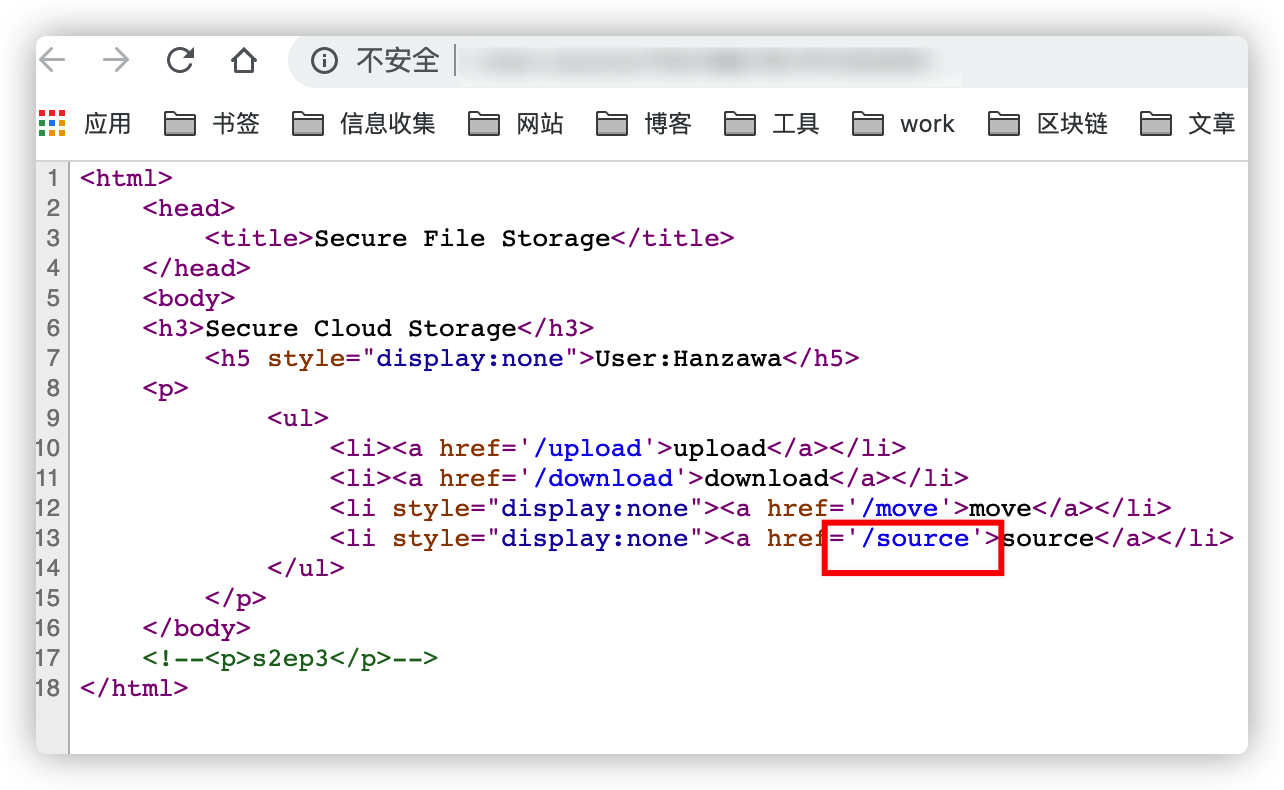 不安全
应用 书签 信息收集 网站 博客 工具 work 区块链 文章
1 <html>
2 <head>
3 <title>Secure File Storage</title>
4 </head>
5 <body>
6 <h3>Secure Cloud Storage</h3>
7 <h5 style="display:none">User:Hanzawa</h5>
8 <p>
9 <ul>
10 <li><a href='/upload'>upload</a></li>
11 <li><a href='/download'>download</a></li>
12 <li style="display:none"><a href='/move'>move</a></li>
13 <li style="display:none"><a href='/source'>source</a></li>
14 </ul>
15 </p>
16 </body>
17 <!--<p>s2ep3</p>-->
18 </html>